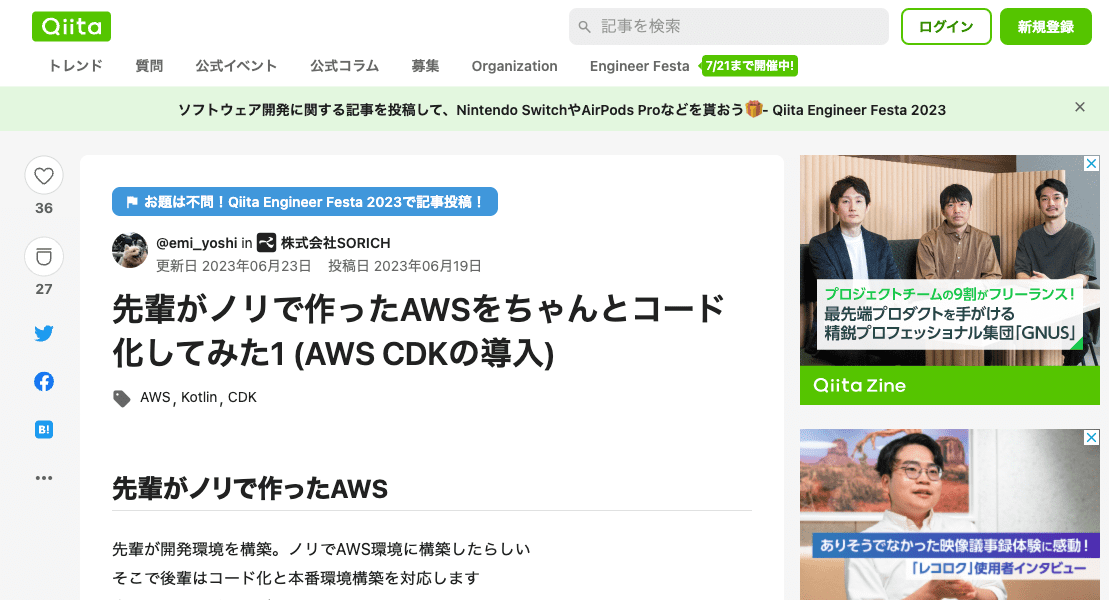 Qiita
記事を検索
ログイン
新規登録
トレンド 質問 公式イベント 公式コラム 募集 Organization Engineer Festa 7/21まで開催中!
ソフトウェア開発に関する記事を投稿して、Nintendo SwitchやAirPods Proなどを貰おう🎁- Qiita Engineer Festa 2023
36
27
B!
お題は不問！Qiita Engineer Festa 2023で記事投稿！
@emi_yoshi in 株式会社SORICH
更新日 2023年06月23日 投稿日 2023年06月19日
先輩がノリで作ったAWSをちゃんとコード
化してみた1 (AWS CDKの導入)
AWS, Kotlin, CDK
先輩がノリで作ったAWS
先輩が開発環境を構築。ノリでAWS環境に構築したらしい
そこで後輩はコード化と本番環境構築を対応します
プロジェクトチームの9割がフリーランス！
最先端プロダクトを手がける
精鋭プロフェッショナル集団「GNUS」
Qiita Zine
ありそうでなかった映像議事録体験に感動！
「レコロク」使用者インタビュー